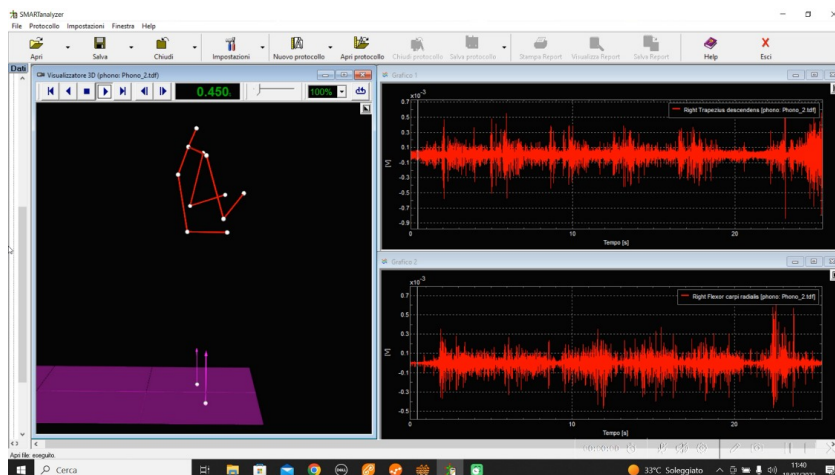 SMARTanalyzer
File Protocollo Impostazioni Finestra Help
Apri Salva Chiudi Impostazioni Nuovo protocollo Apri protocollo Chiudi protocollo Salva protocollo Stampa Report Visualizza Report Salva Report Help Esci
Dati
Visualizzatore 3D (phono: Phono_2.tdf)
0.450
100%
Grafico 1
x10⁻³
Right Trapezius descendens [phono: Phono_2.tdf]
0.7
0.5
0.3
0.1
-0.1
-0.3
-0.5
-0.7
-0.9
[V]
0 10 20
Tempo [s]
Grafico 2
x10⁻³
Right Flexor carpi radialis [phono: Phono_2.tdf]
0.7
0.5
0.3
0.1
-0.1
-0.3
-0.5
[V]
0 10 20
Tempo [s]
Apri file: eseguito.
Cerca
DELL
33°C Soleggiato
11:40